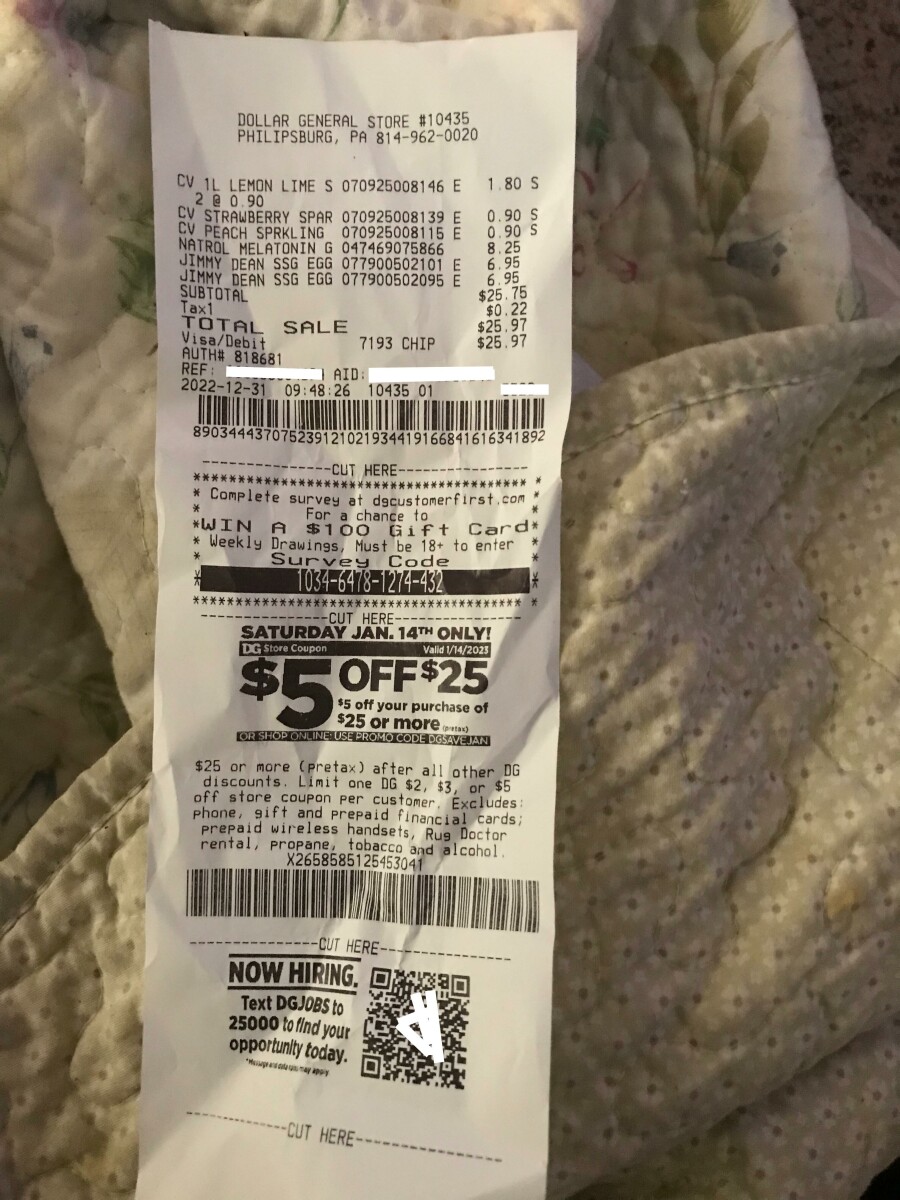 DOLLAR GENERAL STORE #10435
PHILIPSBURG, PA 814-962-0020
CV 1L LEMON LIME S 070925008146 E 1.80 S
2 @ 0.90
CV STRAWBERRY SPAR 070925008139 E 0.90 S
CV PEACH SPRKLING 070925008115 E 0.90 S
NATROL MELATONIN G 047469075866 8.25
JIMMY DEAN SSG EGG 077900502101 E 6.95
JIMMY DEAN SSG EGG 077900502095 E 6.95
SUBTOTAL $25.75
Tax1 $0.22
TOTAL SALE $25.97
Visa/Debit 7193 CHIP $25.97
AUTH# 818681
REF: AID:
2022-12-31 09:48:26 10435 01
8903444370752391210219344191668416163418​92
CUT HERE
Complete survey at dgcustomerfirst.com
For a chance to
WIN A $100 Gift Card
Weekly Drawings, Must be 18+ to enter
Survey Code
1034-6478-1274-432
CUT HERE
SATURDAY JAN. 14TH ONLY!
DG Store Coupon Valid 1/14/2023
$5 OFF $25
$5 off your purchase of
$25 or more (pretax)
OR SHOP ONLINE: USE PROMO CODE DGSAVEJAN
$25 or more (pretax) after all other DG
discounts. Limit one DG $2, $3, or $5
off store coupon per customer. Excludes:
phone, gift and prepaid financial cards;
prepaid wireless handsets, Rug Doctor
rental, propane, tobacco and alcohol.
X2658585125453041
CUT HERE
NOW HIRING.
Text DGJOBS to
25000 to find your
opportunity today.
*Message and data rates may apply
CUT HERE